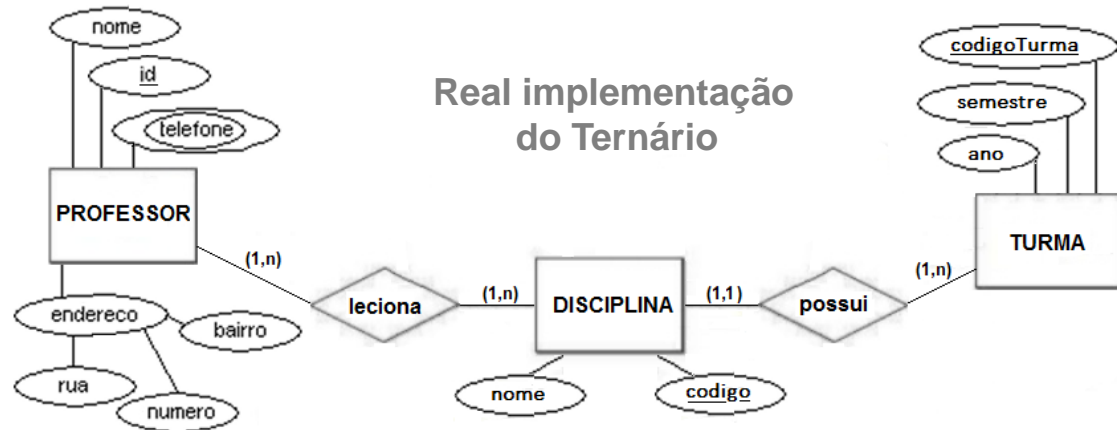 nome
id
telefone
PROFESSOR
endereco
bairro
rua
numero
Real implementação
do Ternário
(1,n)
leciona
(1,n)
DISCIPLINA
nome
codigo
(1,1)
possui
(1,n)
codigoTurma
semestre
ano
TURMA